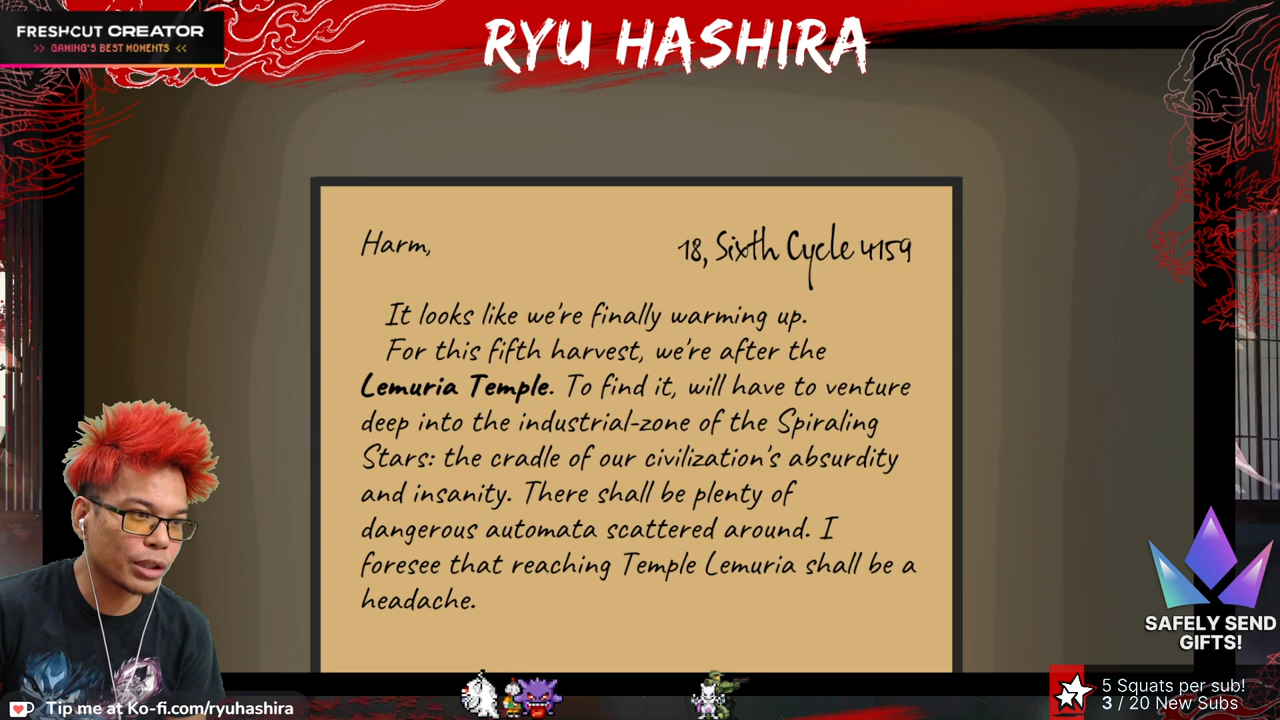 FRESHCUT CREATOR
>> GAMING'S BEST MOMENTS <<
RYU HASHIRA
Harm,
18, Sixth Cycle 4159
It looks like we're finally warming up.
For this fifth harvest, we're after the
Lemuria Temple. To find it, will have to venture
deep into the industrial-zone of the Spiraling
Stars: the cradle of our civilization's absurdity
and insanity. There shall be plenty of
dangerous automata scattered around. I
foresee that reaching Temple Lemuria shall be a
headache.
SAFELY SEND
GIFTS!
5 Squats per sub!
3 / 20 New Subs
Tip me at Ko-fi.com/ryuhashira